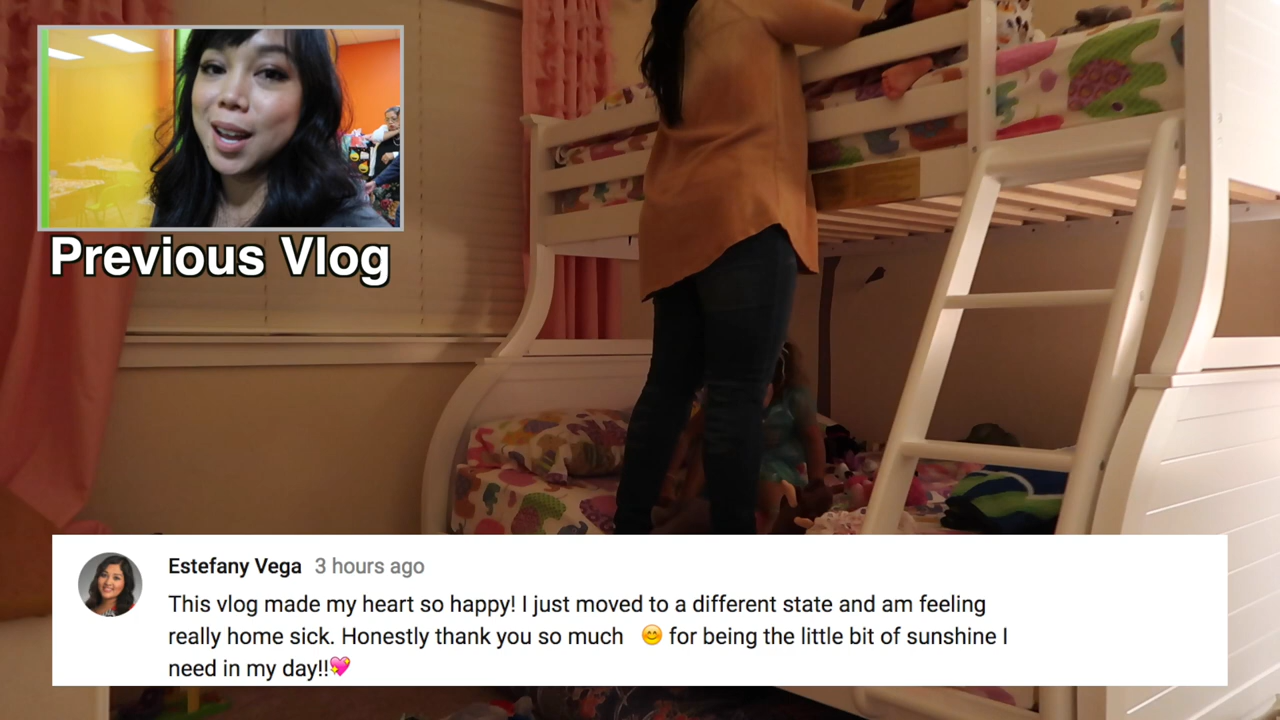 Previous Vlog
Estefany Vega 3 hours ago
This vlog made my heart so happy! I just moved to a different state and am feeling
really home sick. Honestly thank you so much 😊 for being the little bit of sunshine I
need in my day!!💖